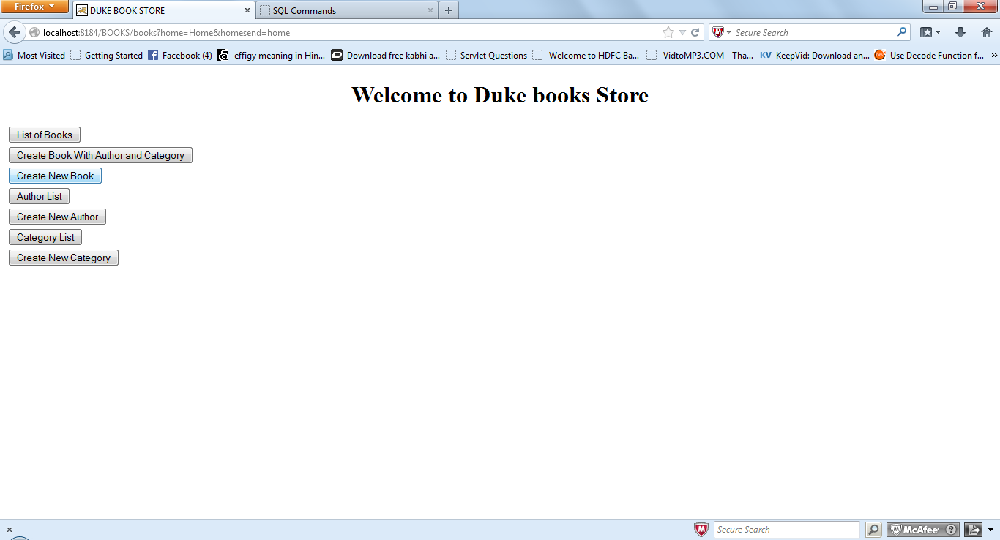 Firefox
DUKE BOOK STORE
SQL Commands
localhost:8184/BOOKS/books?home=Home&homesend=home
Secure Search
Most Visited
Getting Started
Facebook (4)
effigy meaning in Hin...
Download free kabhi a...
Servlet Questions
Welcome to HDFC Ba...
VidtoMP3.COM - Tha...
KV KeepVid: Download an...
Use Decode Function f...
Welcome to Duke books Store
List of Books
Create Book With Author and Category
Create New Book
Author List
Create New Author
Category List
Create New Category
Secure Search
McAfee